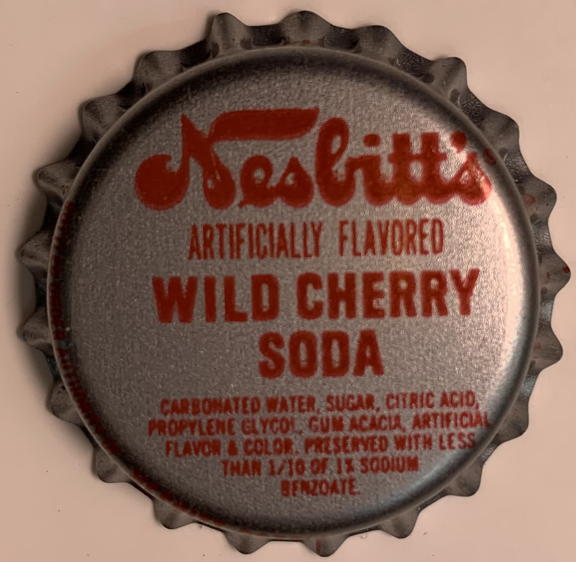 Nesbitt's
ARTIFICIALLY FLAVORED
WILD CHERRY
SODA
CARBONATED WATER, SUGAR, CITRIC ACID,
PROPYLENE GLYCOL, GUM ACACIA, ARTIFICIAL
FLAVOR & COLOR. PRESERVED WITH LESS
THAN 1/10 OF 1% SODIUM
BENZOATE.